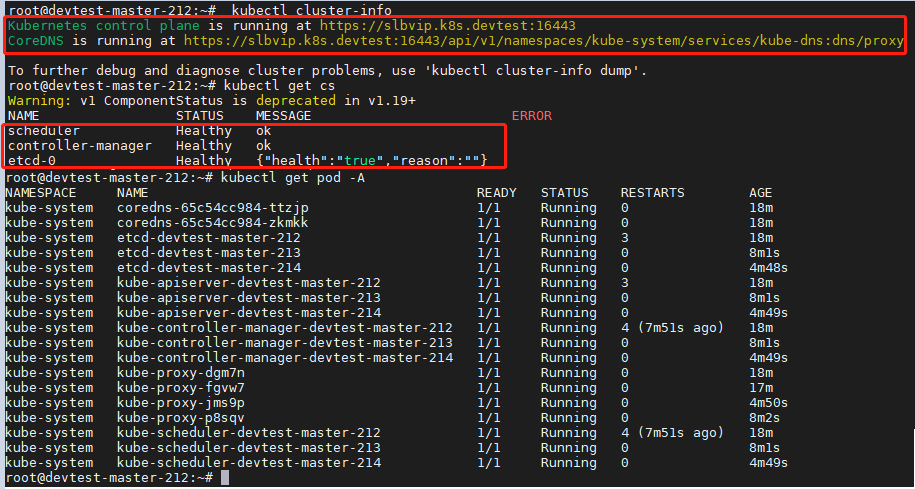 root@devtest-master-212:~#  kubectl cluster-info
Kubernetes control plane is running at https://slbvip.k8s.devtest:16443
CoreDNS is running at https://slbvip.k8s.devtest:16443/api/v1/namespaces/kube-system/services/kube-dns:dns/proxy
To further debug and diagnose cluster problems, use 'kubectl cluster-info dump'.
root@devtest-master-212:~# kubectl get cs
Warning: v1 ComponentStatus is deprecated in v1.19+
NAME                 STATUS    MESSAGE                         ERROR
scheduler            Healthy   ok
controller-manager   Healthy   ok
etcd-0               Healthy   {"health":"true","reason":""}
root@devtest-master-212:~# kubectl get pod -A
NAMESPACE     NAME                                         READY   STATUS    RESTARTS        AGE
kube-system   coredns-65c54cc984-ttzjp                     1/1     Running   0               18m
kube-system   coredns-65c54cc984-zkmkk                     1/1     Running   0               18m
kube-system   etcd-devtest-master-212                      1/1     Running   3               18m
kube-system   etcd-devtest-master-213                      1/1     Running   0               8m1s
kube-system   etcd-devtest-master-214                      1/1     Running   0               4m48s
kube-system   kube-apiserver-devtest-master-212            1/1     Running   3               18m
kube-system   kube-apiserver-devtest-master-213            1/1     Running   0               8m1s
kube-system   kube-apiserver-devtest-master-214            1/1     Running   0               4m49s
kube-system   kube-controller-manager-devtest-master-212   1/1     Running   4 (7m51s ago)   18m
kube-system   kube-controller-manager-devtest-master-213   1/1     Running   0               8m1s
kube-system   kube-controller-manager-devtest-master-214   1/1     Running   0               4m49s
kube-system   kube-proxy-dgm7n                             1/1     Running   0               18m
kube-system   kube-proxy-fgvw7                             1/1     Running   0               17m
kube-system   kube-proxy-jms9p                             1/1     Running   0               4m50s
kube-system   kube-proxy-p8sqv                             1/1     Running   0               8m2s
kube-system   kube-scheduler-devtest-master-212            1/1     Running   4 (7m51s ago)   18m
kube-system   kube-scheduler-devtest-master-213            1/1     Running   0               8m1s
kube-system   kube-scheduler-devtest-master-214            1/1     Running   0               4m49s
root@devtest-master-212:~#